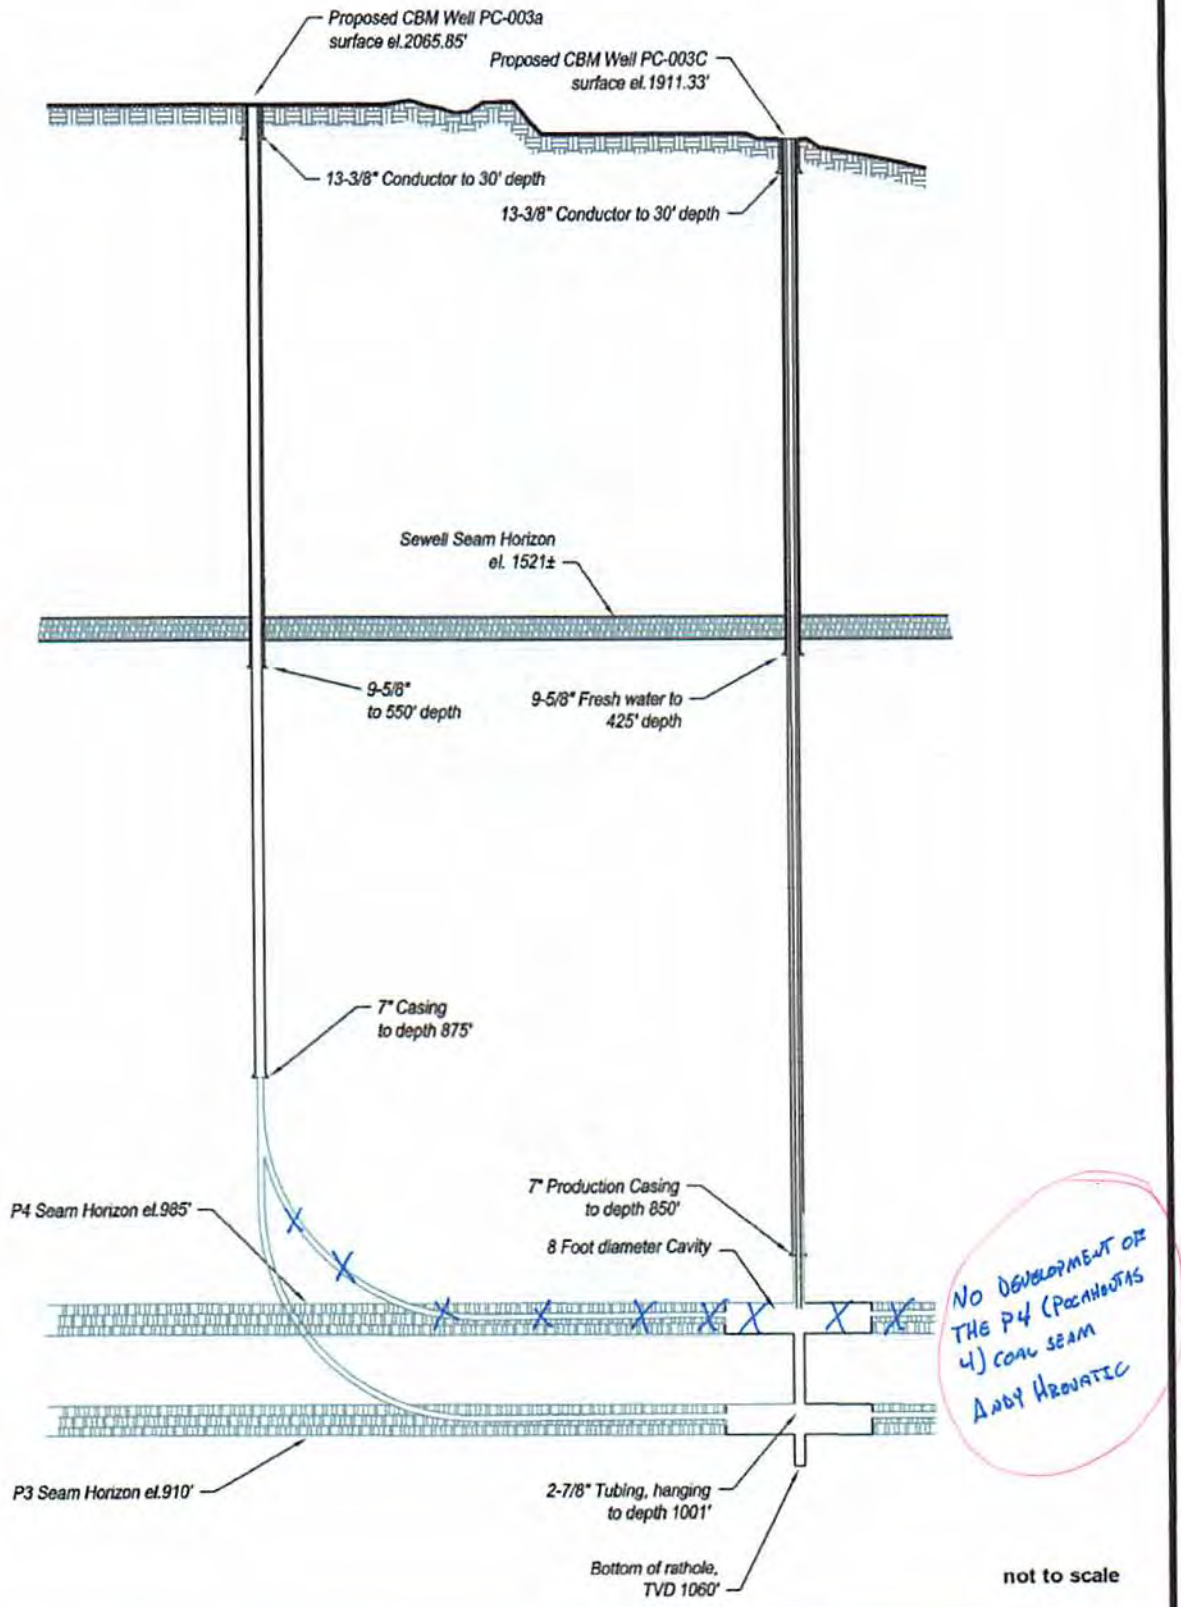 Proposed CBM Well PC-003a
surface el.2065.85'
Proposed CBM Well PC-003C
surface el.1911.33'
13-3/8" Conductor to 30' depth
13-3/8" Conductor to 30' depth
Sewell Seam Horizon
el. 1521±
9-5/8"
to 550' depth
9-5/8" Fresh water to
425' depth
7" Casing
to depth 875'
7" Production Casing
to depth 850'
P4 Seam Horizon el.985'
8 Foot diameter Cavity
NO DEVELOPMENT OF
THE P4 (POCAHONTAS
4) COAL SEAM
ANDY HROVATIC
P3 Seam Horizon el.910'
2-7/8" Tubing, hanging
to depth 1001'
Bottom of rathole,
TVD 1060'
not to scale